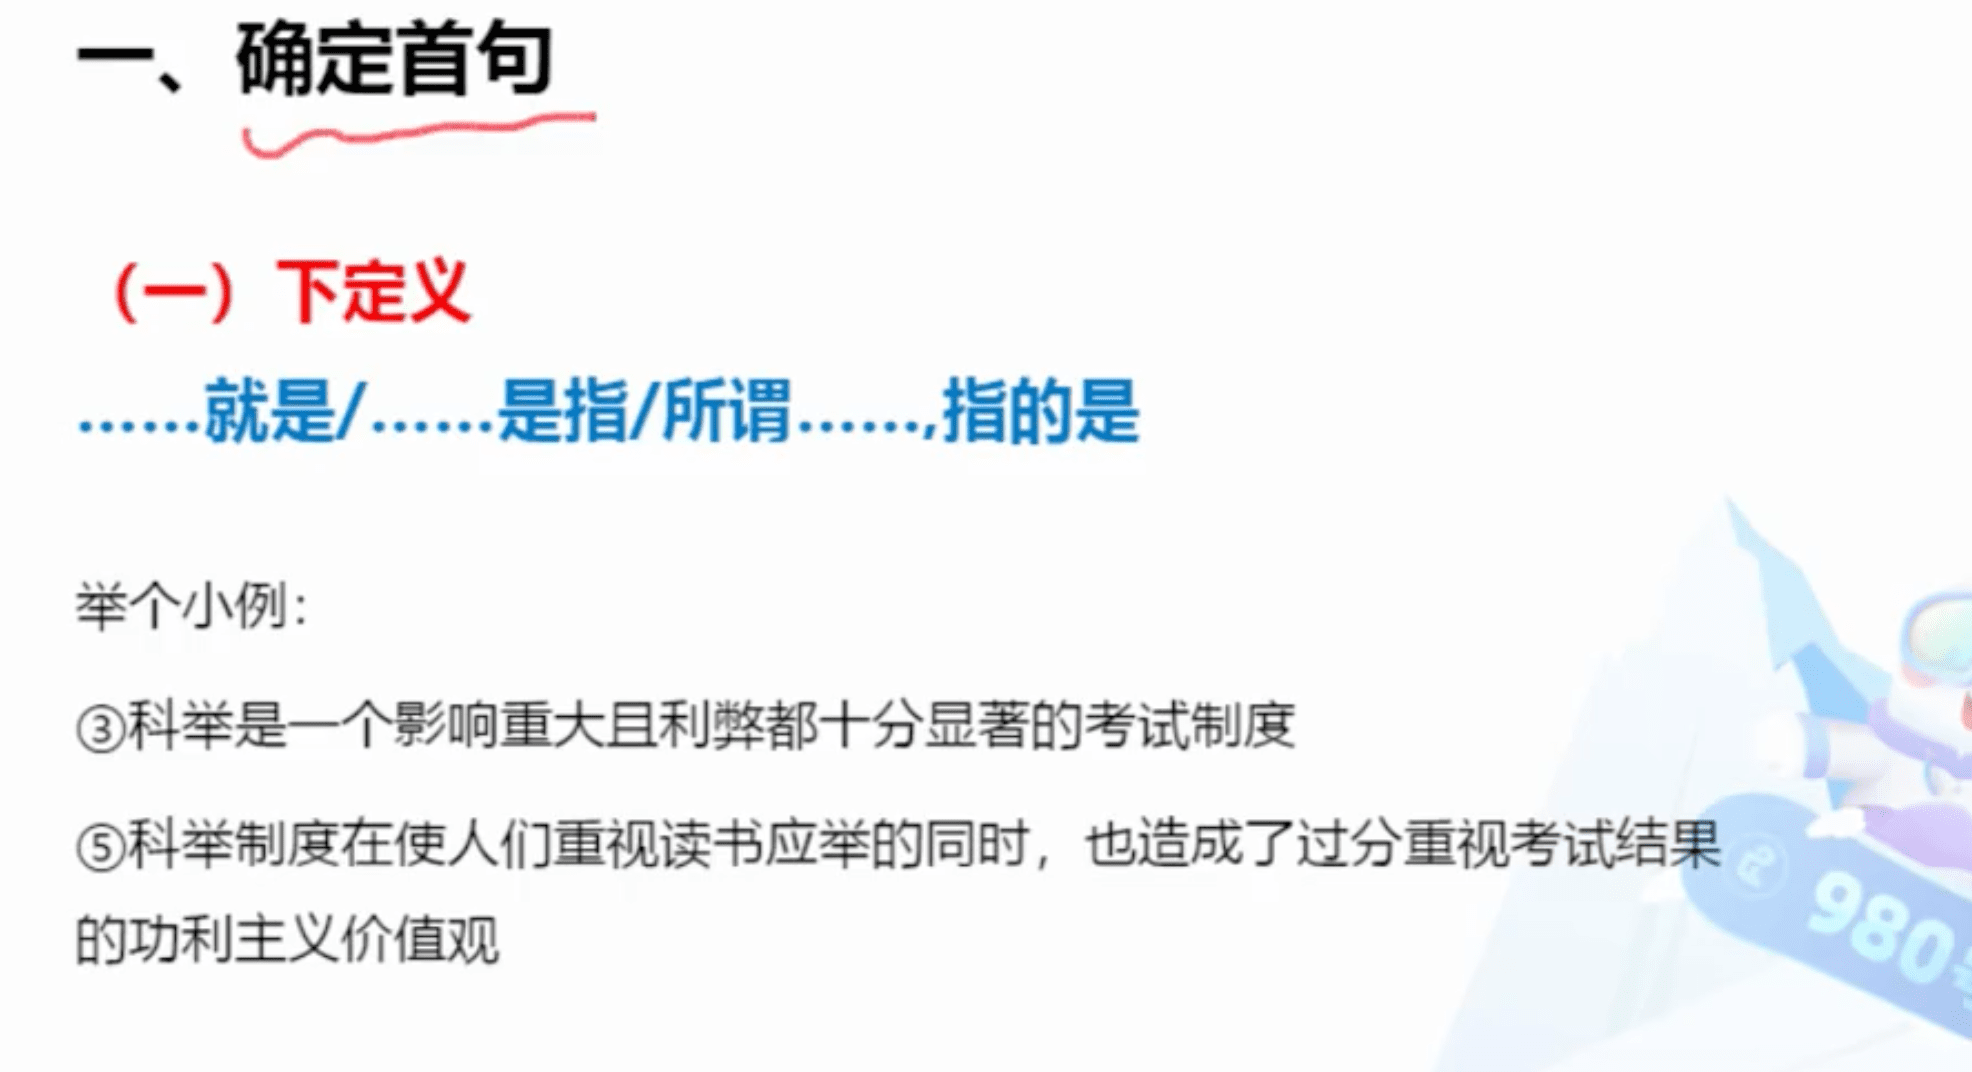 一、确定首句
（一）下定义
……就是/……是指/所谓……,指的是
举个小例：
③科举是一个影响重大且利弊都十分显著的考试制度
⑤科举制度在使人们重视读书应举的同时，也造成了过分重视考试结果
的功利主义价值观
980